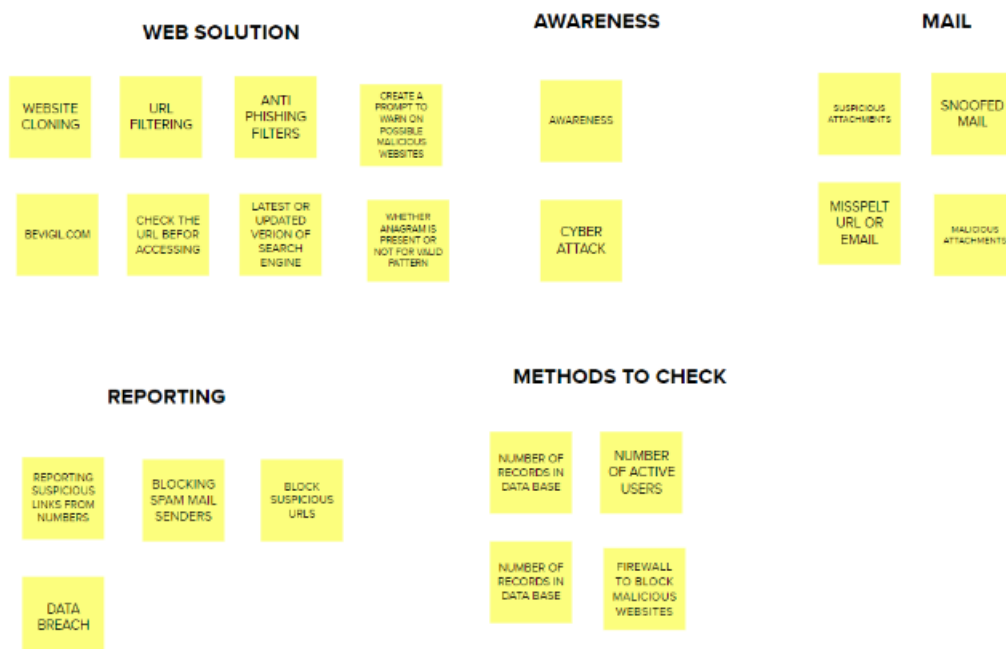 WEB SOLUTION
WEBSITE
CLONING
URL
FILTERING
ANTI
PHISHING
FILTERS
CREATE A
PROMPT TO
WARN ON
POSSIBLE
MALICIOUS
WEBSITES
BEVIGIL.COM
CHECK THE
URL BEFOR
ACCESSING
LATEST OR
UPDATED
VERION OF
SEARCH
ENGINE
WHETHER
ANAGRAM IS
PRESENT OR
NOT FOR VALID
PATTERN
AWARENESS
AWARENESS
CYBER
ATTACK
MAIL
SUSPICIOUS
ATTACHMENTS
SNOOFED
MAIL
MISSPELT
URL OR
EMAIL
MALICIOUS
ATTACHMENTS
REPORTING
REPORTING
SUSPICIOUS
LINKS FROM
NUMBERS
BLOCKING
SPAM MAIL
SENDERS
BLOCK
SUSPICIOUS
URLS
DATA
BREACH
METHODS TO CHECK
NUMBER OF
RECORDS IN
DATA BASE
NUMBER
OF ACTIVE
USERS
NUMBER OF
RECORDS IN
DATA BASE
FIREWALL
TO BLOCK
MALICIOUS
WEBSITES